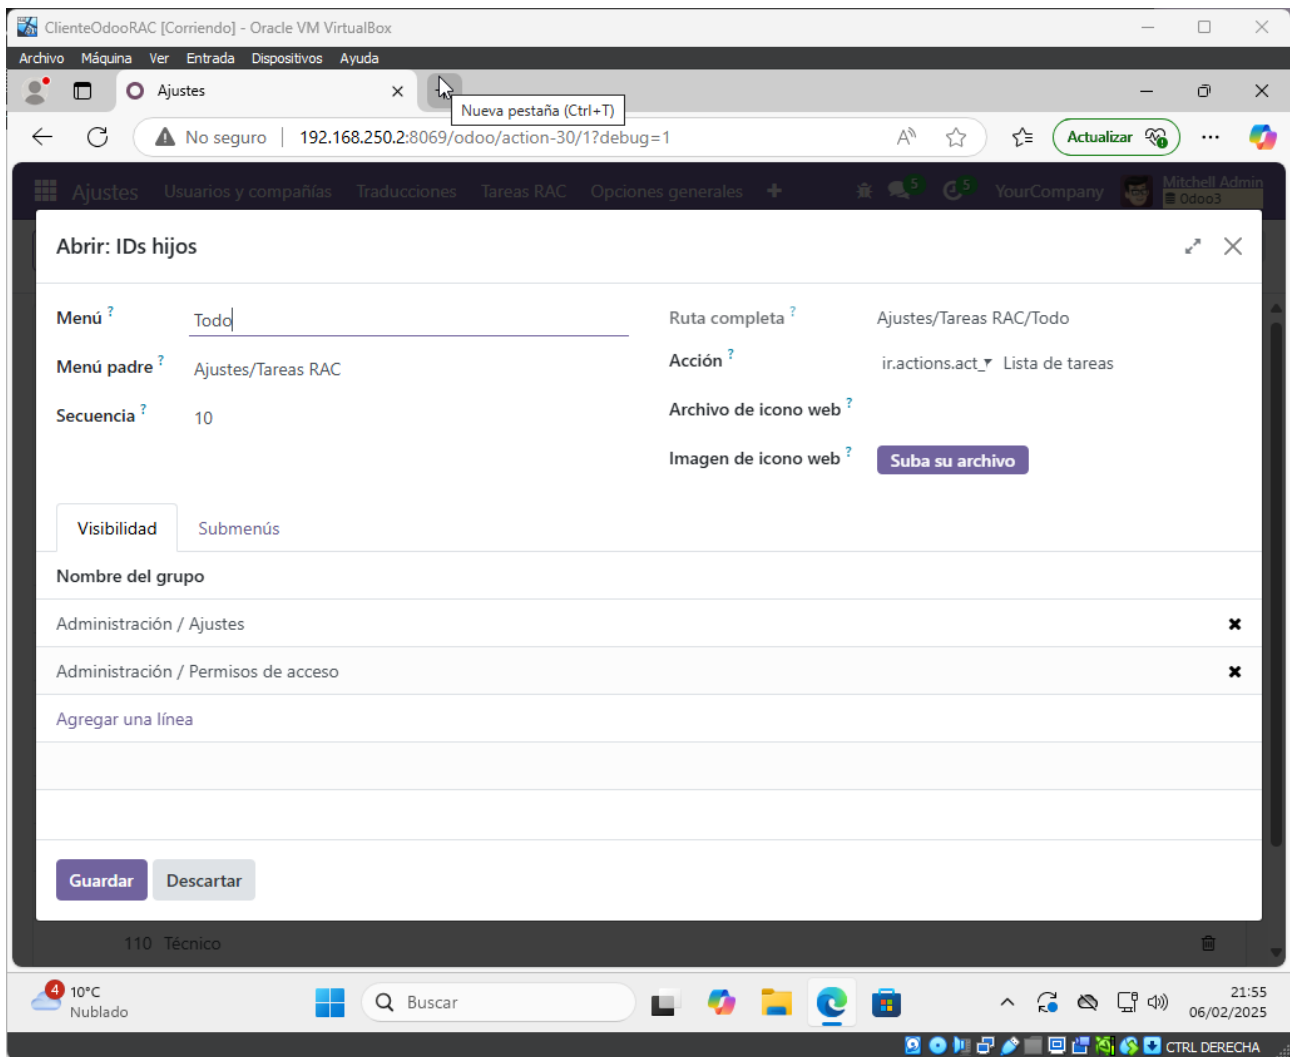 ClienteOdooRAC [Corriendo] - Oracle VM VirtualBox
Archivo Máquina Ver Entrada Dispositivos Ayuda
Ajustes
Nueva pestaña (Ctrl+T)
No seguro 192.168.250.2:8069/odoo/action-30/1?debug=1
Actualizar
Ajustes Usuarios y compañías Traducciones Tareas RAC Opciones generales 5 5 YourCompany Mitchell Admin
Odoo3
Abrir: IDs hijos
Menú ? Todo
Ruta completa ? Ajustes/Tareas RAC/Todo
Menú padre ? Ajustes/Tareas RAC
Acción ? ir.actions.act_ Lista de tareas
Secuencia ? 10
Archivo de icono web ?
Imagen de icono web ? Suba su archivo
Visibilidad Submenús
Nombre del grupo
Administración / Ajustes
Administración / Permisos de acceso
Agregar una línea
Guardar Descartar
110 Técnico
4 10°C
Nublado
Buscar
21:55
06/02/2025
CTRL DERECHA